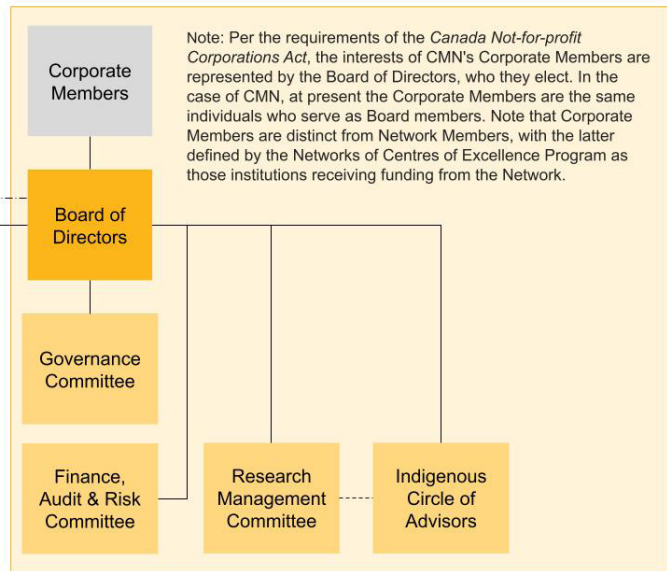 Corporate
Members
Note: Per the requirements of the Canada Not-for-profit
Corporations Act, the interests of CMN's Corporate Members are
represented by the Board of Directors, who they elect. In the
case of CMN, at present the Corporate Members are the same
individuals who serve as Board members. Note that Corporate
Members are distinct from Network Members, with the latter
defined by the Networks of Centres of Excellence Program as
those institutions receiving funding from the Network.
Board of
Directors
Governance
Committee
Finance,
Audit & Risk
Committee
Research
Management
Committee
Indigenous
Circle of
Advisors